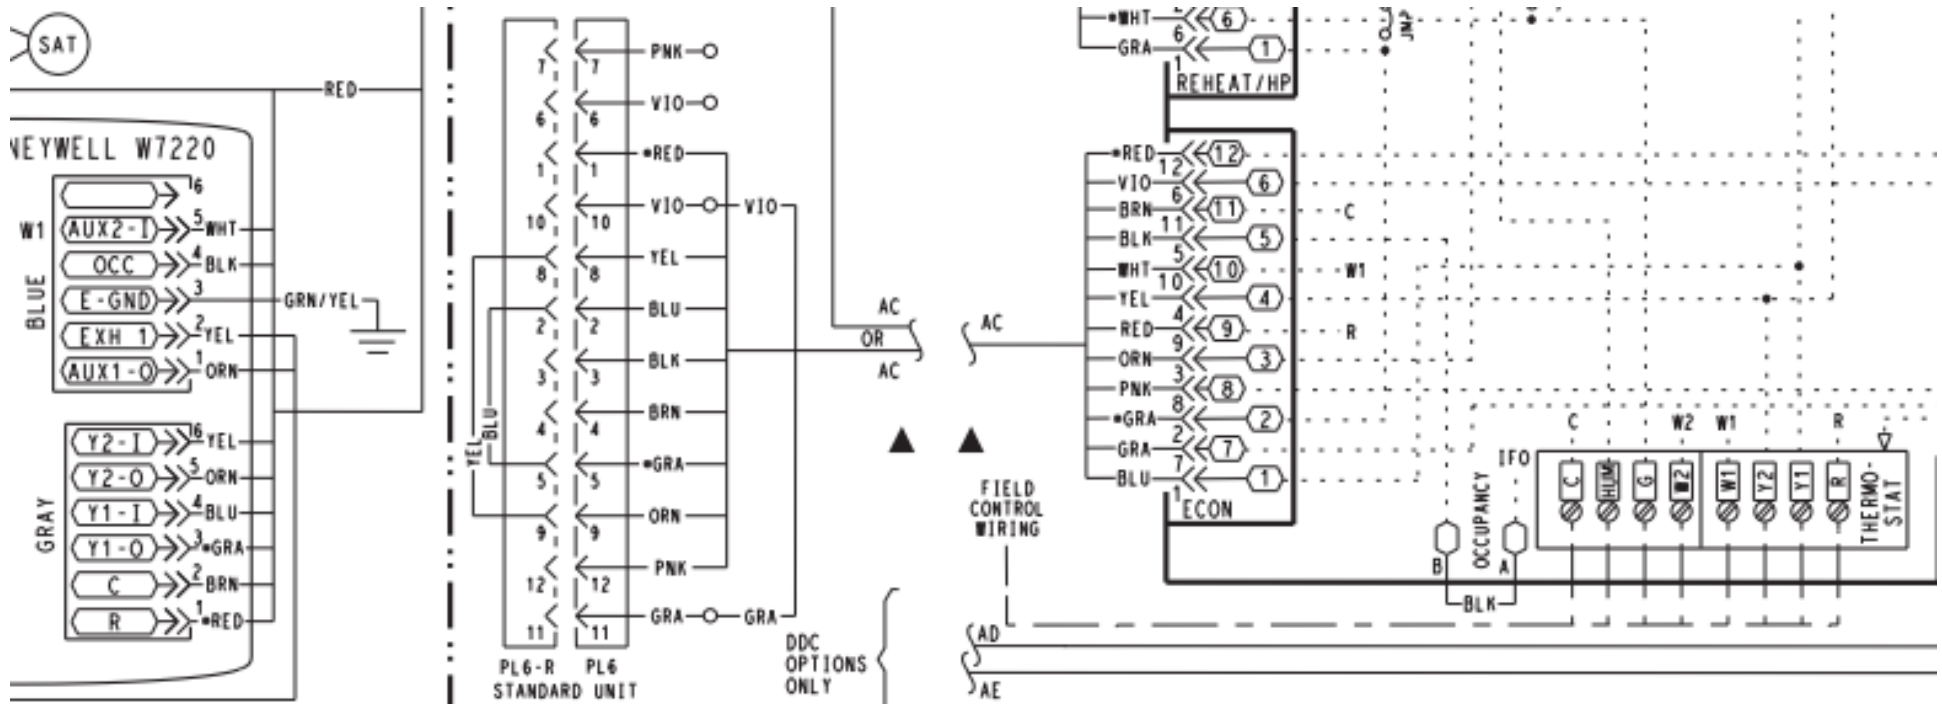 SAT
RED
NEYWELL W7220
W1
BLUE
6
AUX2-I 5 WHT
OCC 4 BLK
E-GND 3 GRN/YEL
EXH 1 2 YEL
AUX1-O 1 ORN
GRAY
Y2-I 6 YEL
Y2-O 5 ORN
Y1-I 4 BLU
Y1-O 3 •GRA
C 2 BRN
R 1 •RED
7 7 PNK
6 6 VIO
1 1 •RED
10 10 VIO VIO
8 8 YEL
2 2 BLU
3 3 BLK
4 4 BRN
5 5 •GRA
9 9 ORN
12 12 PNK
11 11 GRA GRA
YEL
BLU
PL6-R PL6
STANDARD UNIT
AC
OR
AC
AC
DDC
OPTIONS
ONLY
FIELD
CONTROL
WIRING
AD
AE
•WHT 6 6
GRA 1 1
REHEAT/HP
JMP
•RED 12 12
VIO 6 6
BRN 11 11 C
BLK 5 5
WHT 10 10 W1
YEL 4 4
RED 9 9 R
ORN 3 3
PNK 8 8
•GRA 2 2
GRA 7 7
BLU 1 1
ECON
C W2 W1 R
IFO
C HUM G W2 W1 Y2 Y1 R
THERMO-
STAT
OCCUPANCY
B A
BLK